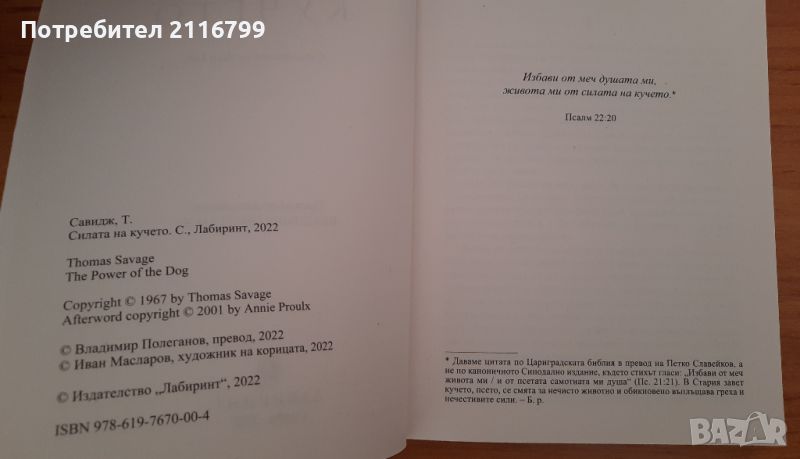 Потребител 2116799
Савидж, Т.
Силата на кучето. С., Лабиринт, 2022
Thomas Savage
The Power of the Dog
Copyright © 1967 by Thomas Savage
Afterword copyright © 2001 by Annie Proulx
© Владимир Полеганов, превод, 2022
© Иван Масларов, художник на корицата, 2022
© Издателство „Лабиринт“, 2022
ISBN 978-619-7670-00-4
Избави от меч душата ми,
живота ми от силата на кучето.*
Псалм 22:20
* Даваме цитата по Цариградската библия в превод на Петко Славейков, а
не по каноничното Синодално издание, където стихът гласи: „Избави от меч
живота ми / и от псетата самотната ми душа“ (Пс. 21:21). В Стария завет
кучето, псето, се смята за нечисто животно и обикновено въплъщава греха и
нечестивите сили. – Б. р.
BAZAR